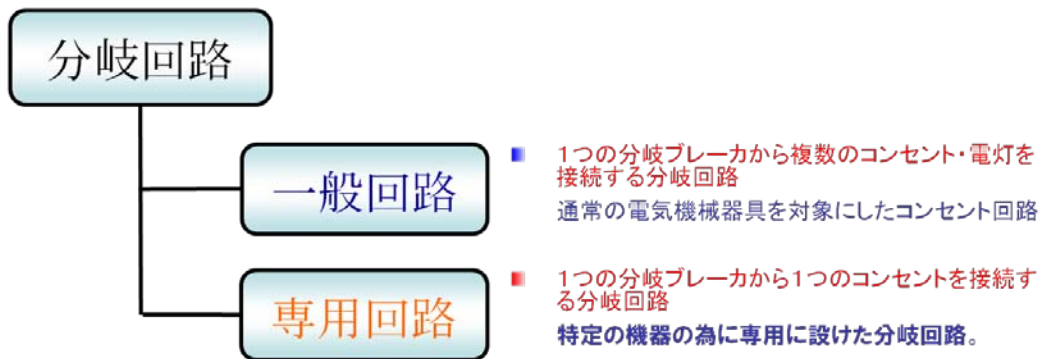 分岐回路
一般回路
1つの分岐ブレーカから複数のコンセント・電灯を
接続する分岐回路
通常の電気機械器具を対象にしたコンセント回路
専用回路
1つの分岐ブレーカから1つのコンセントを接続す
る分岐回路
特定の機器の為に専用に設けた分岐回路。